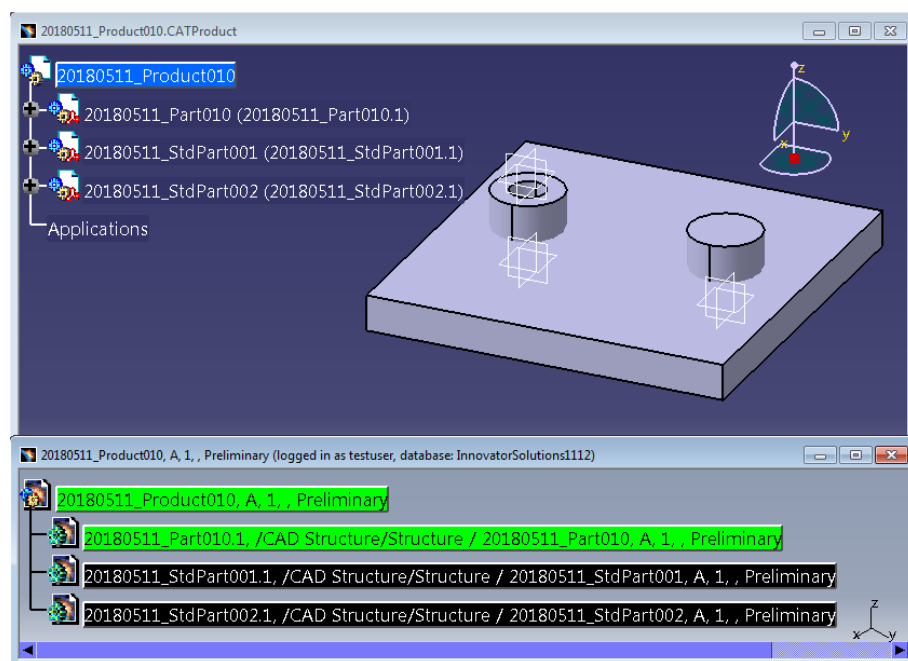 20180511_Product010.CATProduct
20180511_Product010
20180511_Part010 (20180511_Part010.1)
20180511_StdPart001 (20180511_StdPart001.1)
20180511_StdPart002 (20180511_StdPart002.1)
Applications
z
y
x
20180511_Product010, A, 1, , Preliminary (logged in as testuser, database: InnovatorSolutions1112)
20180511_Product010, A, 1, , Preliminary
20180511_Part010.1, /CAD Structure/Structure / 20180511_Part010, A, 1, , Preliminary
20180511_StdPart001.1, /CAD Structure/Structure / 20180511_StdPart001, A, 1, , Preliminary
20180511_StdPart002.1, /CAD Structure/Structure / 20180511_StdPart002, A, 1, , Preliminary
z
x
y